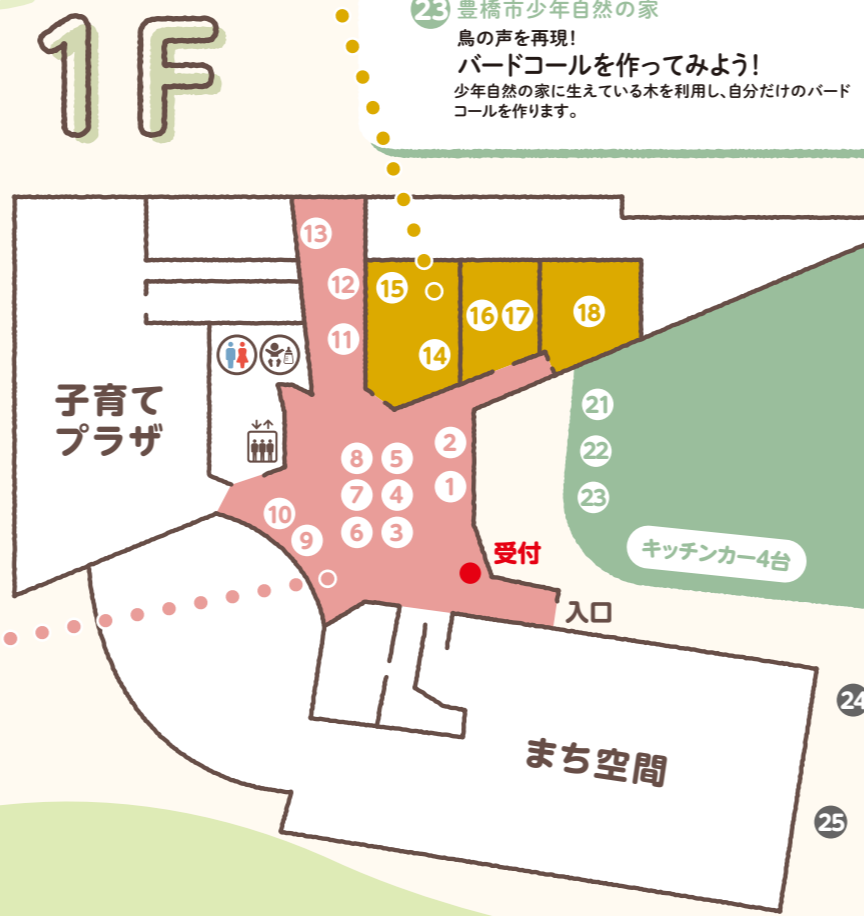 1F
23 豊橋市少年自然の家
鳥の声を再現!
バードコールを作ってみよう!
少年自然の家に生えている木を利用し、自分だけのバード
コールを作ります。
13
12
11
15
14
16 17
18
子育て
プラザ
21
22
23
キッチンカー4台
8 5 2
7 4 1
6 3
10
9
受付
入口
まち空間
24
25